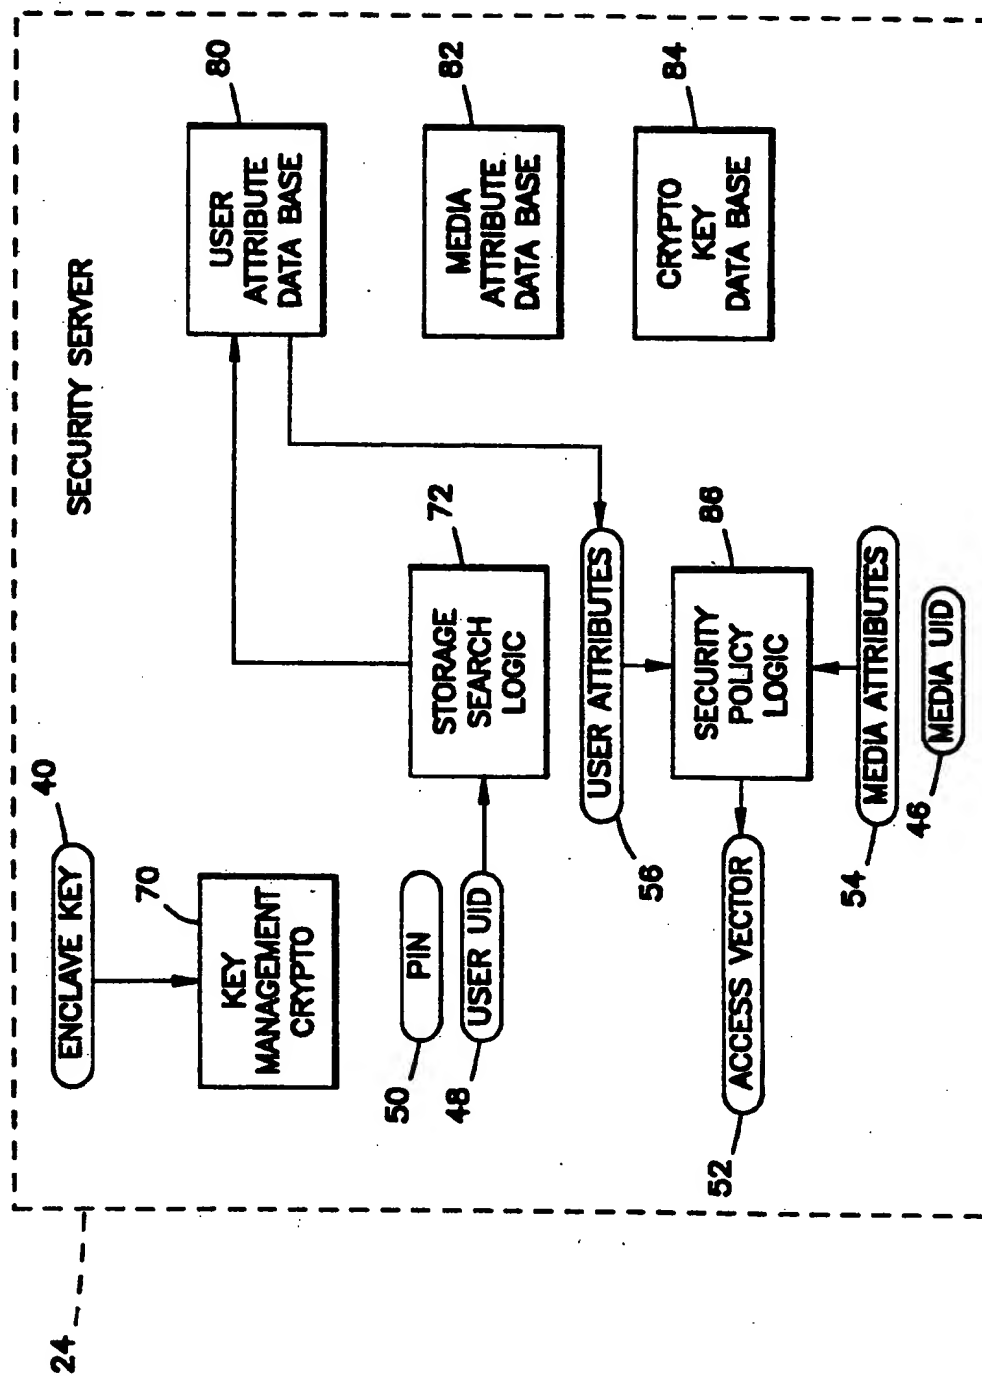 24
ENCLAVE KEY
40
SECURITY SERVER
70
KEY
MANAGEMENT
CRYPTO
80
USER
ATTRIBUTE
DATA BASE
50
PIN
48
USER UID
72
STORAGE
SEARCH
LOGIC
82
MEDIA
ATTRIBUTE.
DATA BASE
USER ATTRIBUTES
56
84
CRYPTO
KEY
DATA BASE
86
SECURITY
POLICY
LOGIC
52
ACCESS VECTOR
54
MEDIA ATTRIBUTES
46
MEDIA UID